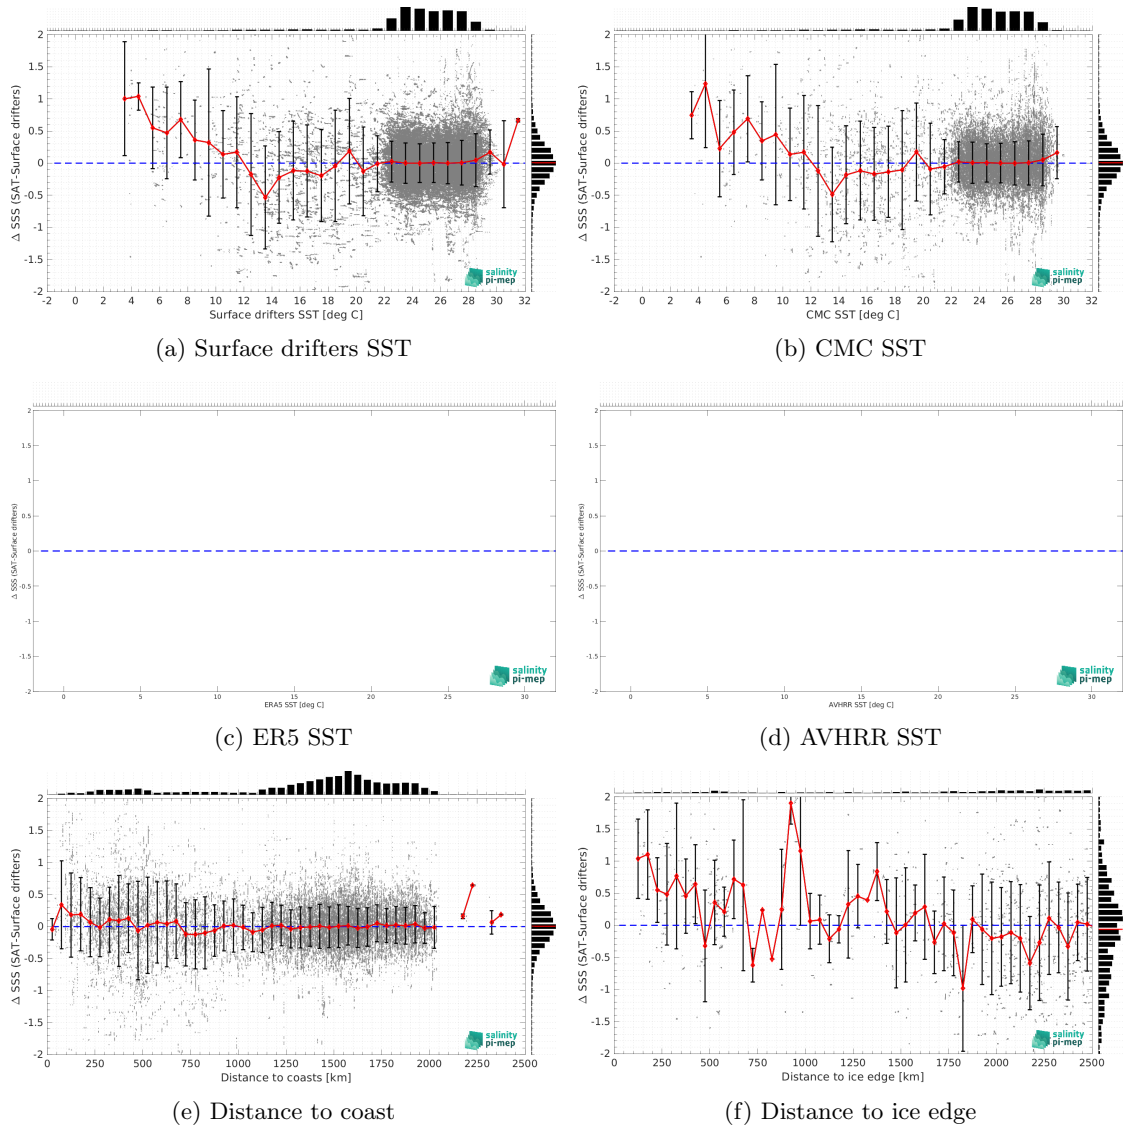 2
1.5
1
0.5
0
-0.5
-1
-1.5
-2
Δ SSS (SAT-Surface drifters)
-2 0 2 4 6 8 10 12 14 16 18 20 22 24 26 28 30 32
Surface drifters SST [deg C]
salinity
pi-mep
(a) Surface drifters SST
2
1.5
1
0.5
0
-0.5
-1
-1.5
-2
Δ SSS (SAT-Surface drifters)
-2 0 2 4 6 8 10 12 14 16 18 20 22 24 26 28 30 32
CMC SST [deg C]
salinity
pi-mep
(b) CMC SST
2
1.5
1
0.5
0
-0.5
-1
-1.5
-2
Δ SSS (SAT-Surface drifters)
0 5 10 15 20 25 30
ERA5 SST [deg C]
salinity
pi-mep
(c) ER5 SST
2
1.5
1
0.5
0
-0.5
-1
-1.5
-2
Δ SSS (SAT-Surface drifters)
0 5 10 15 20 25 30
AVHRR SST [deg C]
salinity
pi-mep
(d) AVHRR SST
2
1.5
1
0.5
0
-0.5
-1
-1.5
-2
Δ SSS (SAT-Surface drifters)
0 250 500 750 1000 1250 1500 1750 2000 2250 2500
Distance to coasts [km]
salinity
pi-mep
(e) Distance to coast
2
1.5
1
0.5
0
-0.5
-1
-1.5
-2
Δ SSS (SAT-Surface drifters)
0 250 500 750 1000 1250 1500 1750 2000 2250 2500
Distance to ice edge [km]
salinity
pi-mep
(f) Distance to ice edge